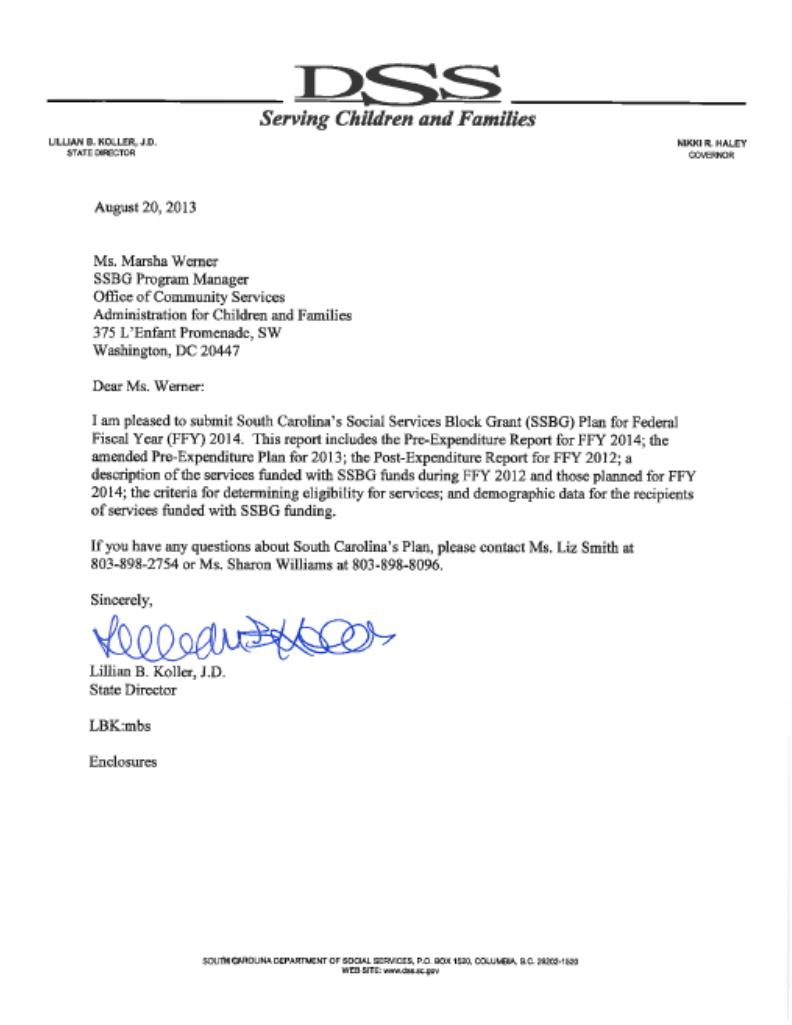 DSS
Serving Children and Families
LILLIAN B. KOLLER, J.D.
STATE DIRECTOR
NIKKI R. HALEY
GOVERNOR
August 20, 2013
Ms. Marsha Werner
SSBG Program Manager
Office of Community Services
Administration for Children and Families
375 L'Enfant Promenade, SW
Washington, DC 20447
Dear Ms. Werner:
I am pleased to submit South Carolina's Social Services Block Grant (SSBG) Plan for Federal
Fiscal Year (FFY) 2014. This report includes the Pre-Expenditure Report for FFY 2014; the
amended Pre-Expenditure Plan for 2013; the Post-Expenditure Report for FFY 2012; a
description of the services funded with SSBG funds during FFY 2012 and those planned for FFY
2014; the criteria for determining eligibility for services; and demographic data for the recipients
of services funded with SSBG funding.
If you have any questions about South Carolina's Plan, please contact Ms. Liz Smith at
803-898-2754 or Ms. Sharon Williams at 803-898-8096.
Sincerely,
Lillian B Koller
Lillian B. Koller, J.D.
State Director
LBK:mbs
Enclosures
SOUTH CAROLINA DEPARTMENT OF SOCIAL SERVICES, P.O. BOX 1520, COLUMBIA, S.C. 29202-1520
WEB SITE: www.dss.sc.gov